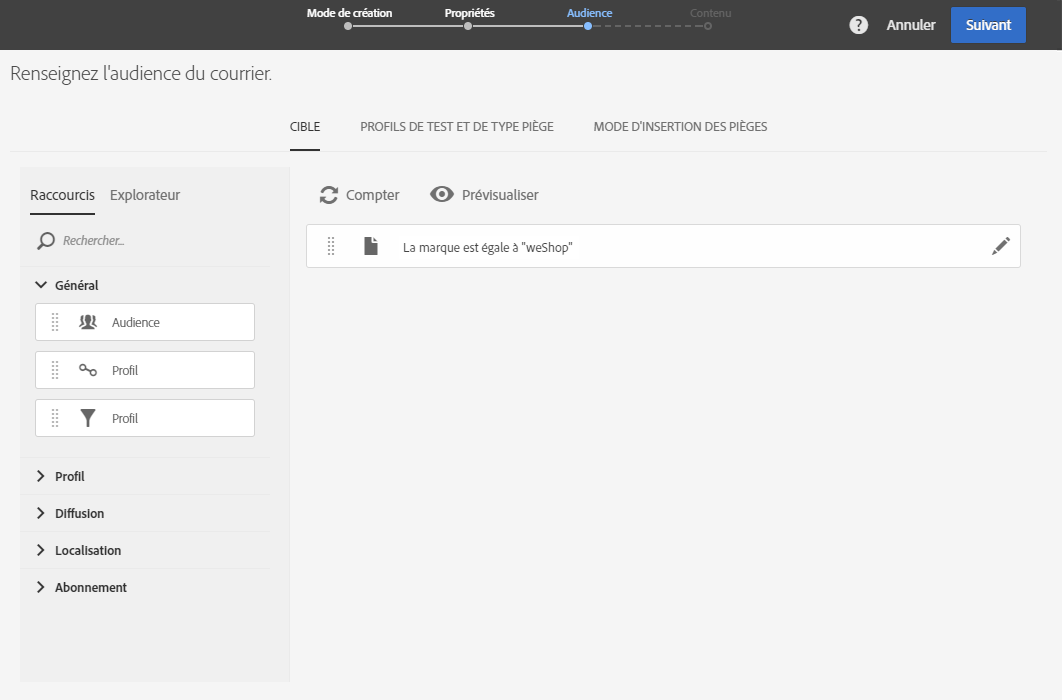 Mode de création Propriétés Audience Contenu
? Annuler Suivant
Renseignez l'audience du courrier.
CIBLE PROFILS DE TEST ET DE TYPE PIÈGE MODE D'INSERTION DES PIÈGES
Raccourcis Explorateur
Compter Prévisualiser
Rechercher...
La marque est égale à "weShop"
Général
Audience
Profil
Profil
Profil
Diffusion
Localisation
Abonnement